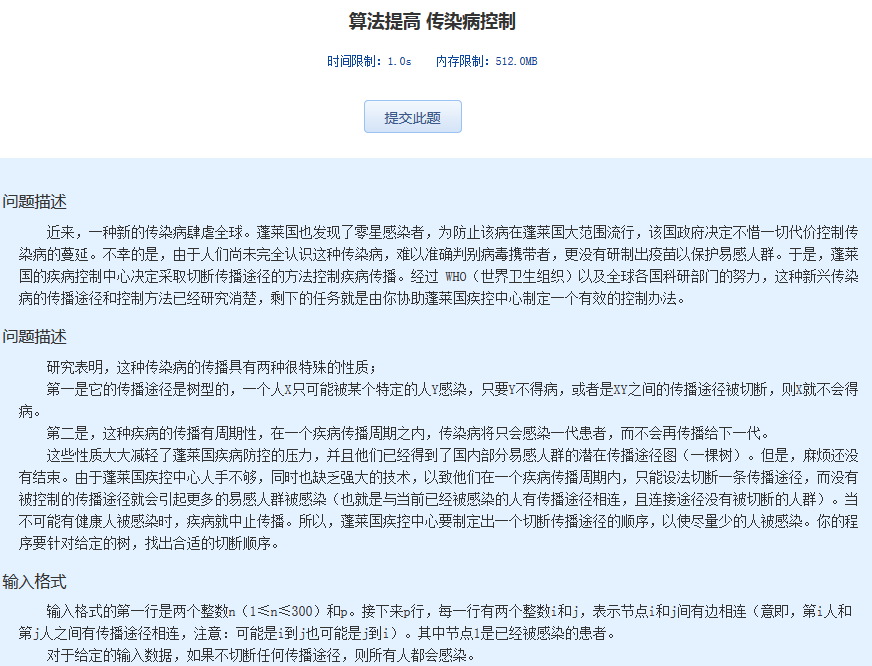 算法提高 传染病控制
时间限制：1.0s 内存限制：512.0MB
提交此题
问题描述
近来，一种新的传染病肆虐全球。蓬莱国也发现了零星感染者，为防止该病在蓬莱国大范围流行，该国政府决定不惜一切代价控制传
染病的蔓延。不幸的是，由于人们尚未完全认识这种传染病，难以准确判别病毒携带者，更没有研制出疫苗以保护易感人群。于是，蓬莱
国的疾病控制中心决定采取切断传播途径的方法控制疾病传播。经过 WHO（世界卫生组织）以及全球各国科研部门的努力，这种新兴传染
病的传播途径和控制方法已经研究消楚，剩下的任务就是由你协助蓬莱国疾控中心制定一个有效的控制办法。
问题描述
研究表明，这种传染病的传播具有两种很特殊的性质；
第一是它的传播途径是树型的，一个人X只可能被某个特定的人Y感染，只要Y不得病，或者是XY之间的传播途径被切断，则X就不会得
病。
第二是，这种疾病的传播有周期性，在一个疾病传播周期之内，传染病将只会感染一代患者，而不会再传播给下一代。
这些性质大大减轻了蓬莱国疾病防控的压力，并且他们已经得到了国内部分易感人群的潜在传播途径图（一棵树）。但是，麻烦还没
有结束。由于蓬莱国疾控中心人手不够，同时也缺乏强大的技术，以致他们在一个疾病传播周期内，只能设法切断一条传播途径，而没有
被控制的传播途径就会引起更多的易感人群被感染（也就是与当前已经被感染的人有传播途径相连，且连接途径没有被切断的人群）。当
不可能有健康人被感染时，疾病就中止传播。所以，蓬莱国疾控中心要制定出一个切断传播途径的顺序，以使尽量少的人被感染。你的程
序要针对给定的树，找出合适的切断顺序。
输入格式
输入格式的第一行是两个整数n（1≤n≤300）和p。接下来p行，每一行有两个整数i和j，表示节点i和j间有边相连（意即，第i人和
第j人之间有传播途径相连，注意：可能是i到j也可能是j到i）。其中节点1是已经被感染的患者。
对于给定的输入数据，如果不切断任何传播途径，则所有人都会感染。